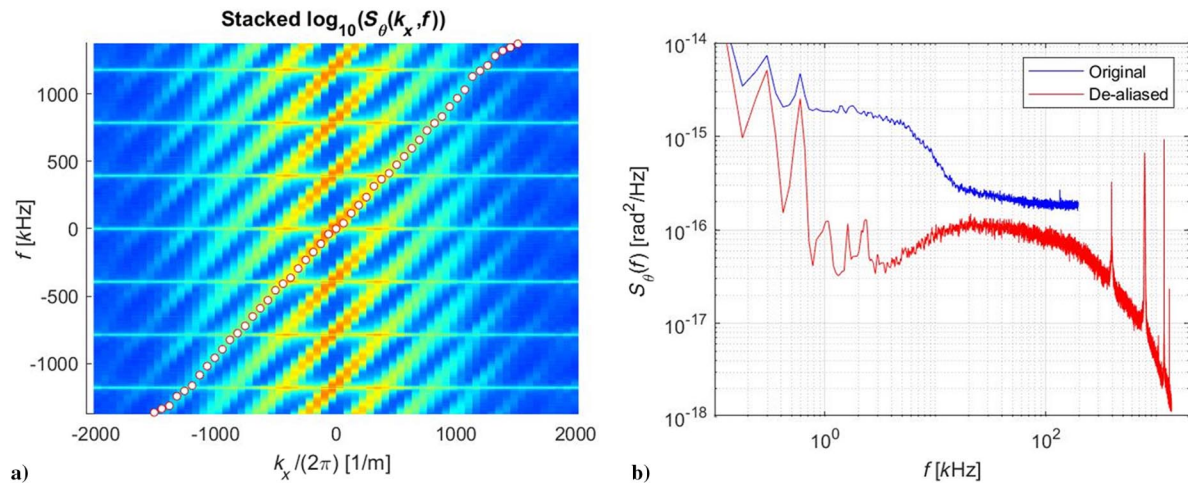 Stacked log10(Sθ(kx,f))
f [kHz]
1000
500
0
-500
-1000
-2000 -1000 0 1000 2000
kx/(2π) [1/m]
a)
Sθ(f) [rad2/Hz]
10-14
10-15
10-16
10-17
10-18
Original
De-aliased
100 102
f [kHz]
b)